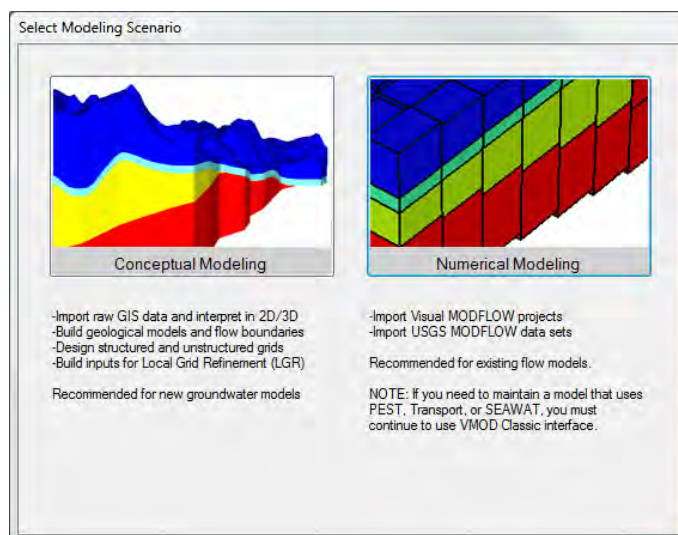 Select Modeling Scenario
Conceptual Modeling
-Import raw GIS data and interpret in 2D/3D
-Build geological models and flow boundaries
-Design structured and unstructured grids
-Build inputs for Local Grid Refinement (LGR)
Recommended for new groundwater models
Numerical Modeling
-Import Visual MODFLOW projects
-Import USGS MODFLOW data sets
Recommended for existing flow models.
NOTE: If you need to maintain a model that uses
PEST, Transport, or SEAWAT, you must
continue to use VMOD Classic interface.